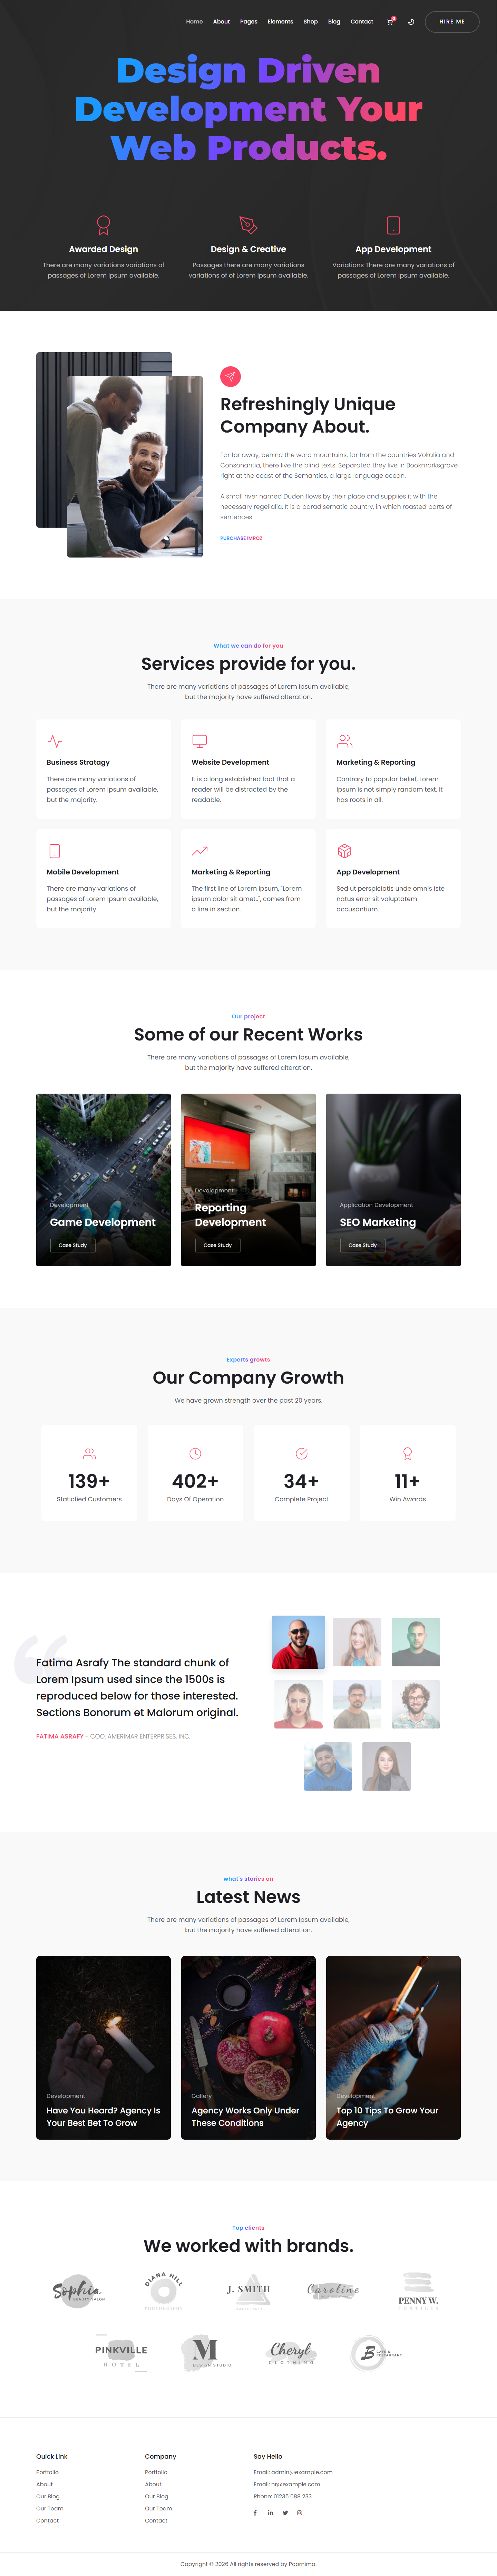 Home About Pages Elements Shop Blog Contact HIRE ME
Design Driven
Development Your
Web Products.
Awarded Design
There are many variations variations of
passages of Lorem Ipsum available.
Design & Creative
Passages there are many variations
variations of of Lorem Ipsum available.
App Development
Variations There are many variations of
passages of Lorem Ipsum available.
Refreshingly Unique
Company About.
Far far away, behind the word mountains, far from the countries Vokalia and
Consonantia, there live the blind texts. Separated they live in Bookmarksgrove
right at the coast of the Semantics, a large language ocean.
A small river named Duden flows by their place and supplies it with the
necessary regelialia. It is a paradisematic country, in which roasted parts of
sentences
PURCHASE IMROZ
What we can do for you
Services provide for you.
There are many variations of passages of Lorem Ipsum available,
but the majority have suffered alteration.
Business Stratagy
There are many variations of
passages of Lorem Ipsum available,
but the majority.
Website Development
It is a long established fact that a
reader will be distracted by the
readable.
Marketing & Reporting
Contrary to popular belief, Lorem
Ipsum is not simply random text. It
has roots in all.
Mobile Development
There are many variations of
passages of Lorem Ipsum available,
but the majority.
Marketing & Reporting
The first line of Lorem Ipsum, "Lorem
ipsum dolor sit amet..", comes from
a line in section.
App Development
Sed ut perspiciatis unde omnis iste
natus error sit voluptatem
accusantium.
Our project
Some of our Recent Works
There are many variations of passages of Lorem Ipsum available,
but the majority have suffered alteration.
Development
Game Development
Case Study
Development
Reporting
Development
Case Study
Application Development
SEO Marketing
Case Study
Experts growts
Our Company Growth
We have grown strength over the past 20 years.
139+
Staticfied Customers
402+
Days Of Operation
34+
Complete Project
11+
Win Awards
Fatima Asrafy The standard chunk of
Lorem Ipsum used since the 1500s is
reproduced below for those interested.
Sections Bonorum et Malorum original.
FATIMA ASRAFY - COO, AMERIMAR ENTERPRISES, INC.
what's stories on
Latest News
There are many variations of passages of Lorem Ipsum available,
but the majority have suffered alteration.
Development
Have You Heard? Agency Is
Your Best Bet To Grow
Gallery
Agency Works Only Under
These Conditions
Development
Top 10 Tips To Grow Your
Agency
Top clients
We worked with brands.
Sophia
BEAUTY SALON
DIANA HILL
PHOTOGRAPHY
J. SMITH
Caroline
PENNY W.
PINKVILLE
HOTEL
M
DESIGN STUDIO
Cheryl
CLOTHING
B
CAFE &
RESTAURANT
Quick Link
Portfolio
About
Our Blog
Our Team
Contact
Company
Portfolio
About
Our Blog
Our Team
Contact
Say Hello
Email: admin@example.com
Email: hr@example.com
Phone: 01235 088 233
Copyright © 2026 All rights reserved by Poornima.